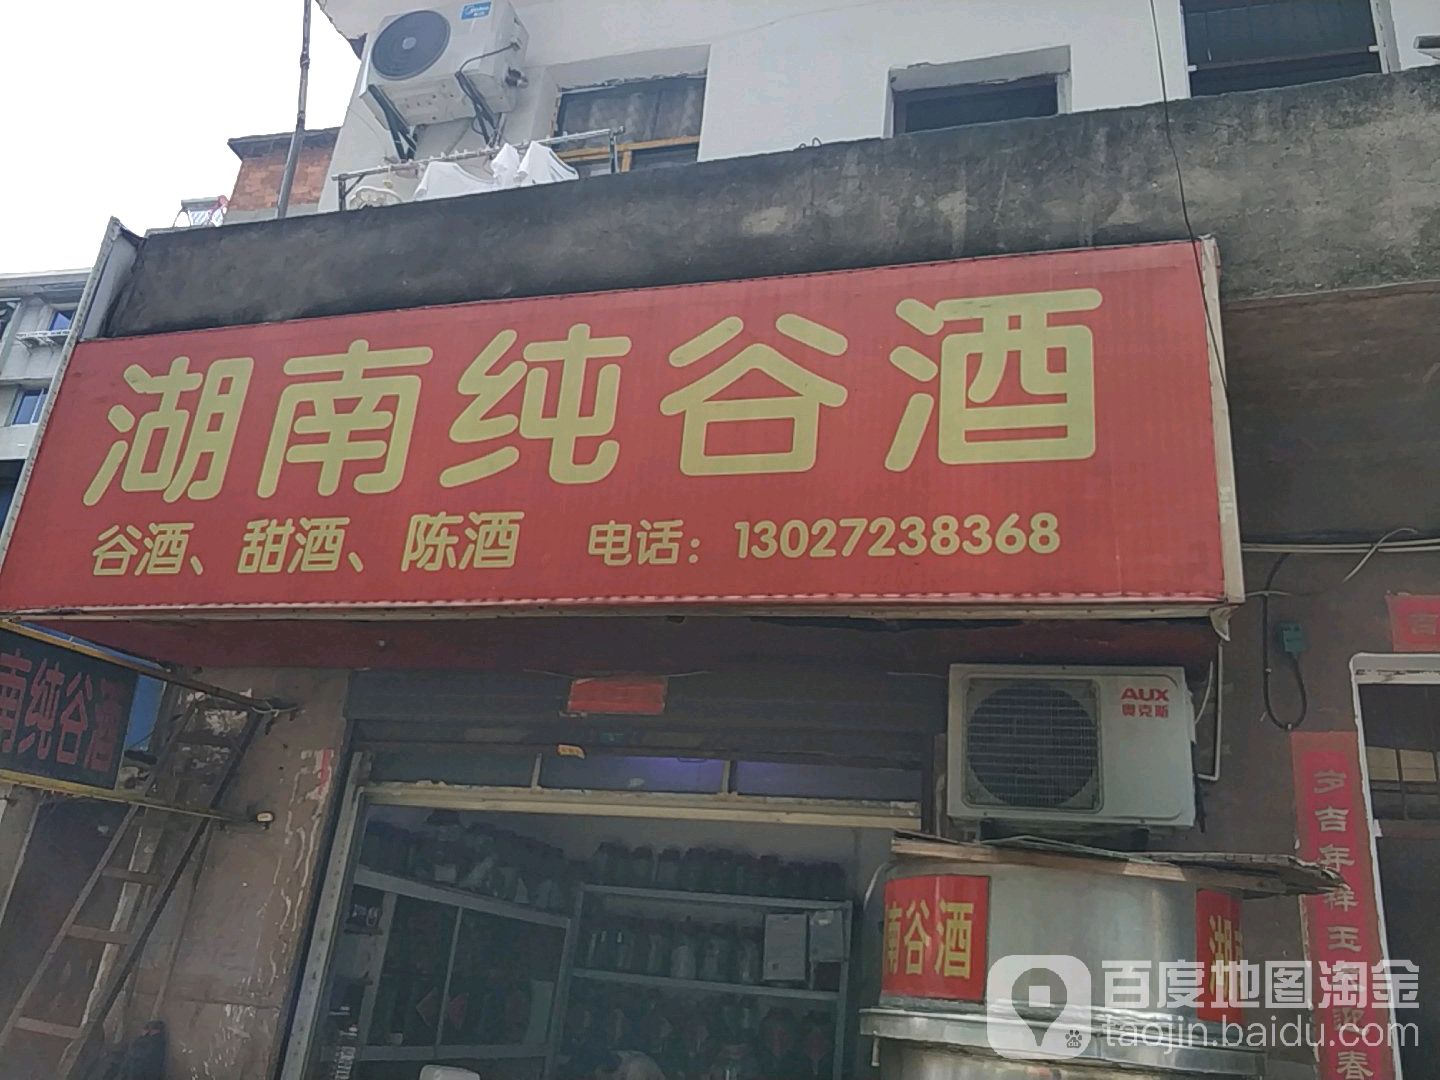 湖南纯谷酒
谷酒、甜酒、陈酒 电话：13027238368
南纯谷酒
AUX
奥克斯
南谷酒
湖南
百度地图淘金
taojin.baidu.com